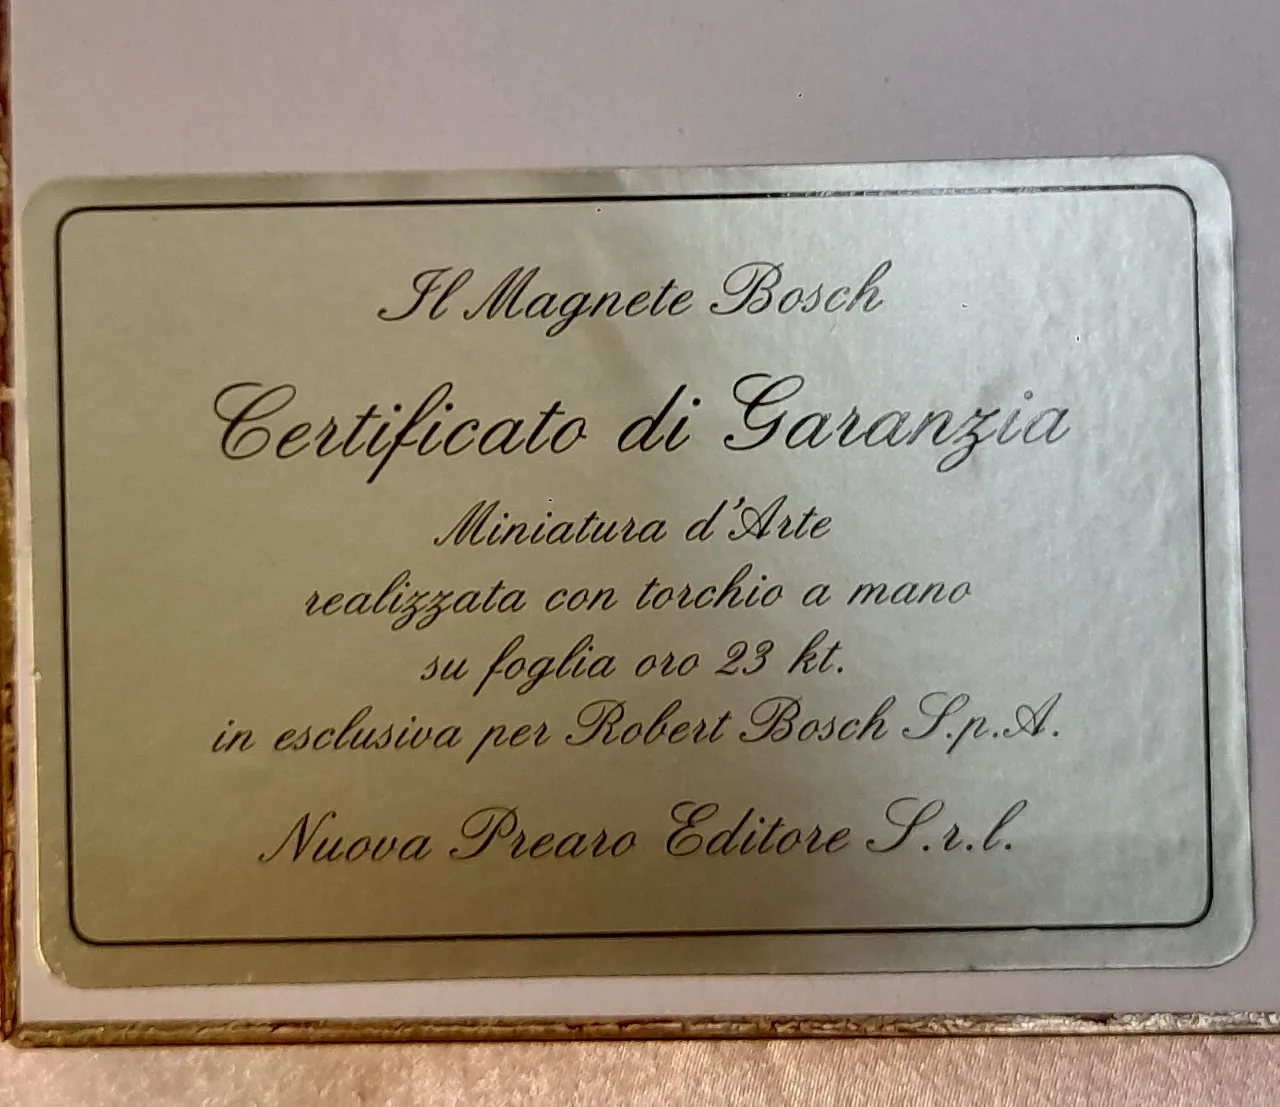 Il Magnete Bosch
Certificato di Garanzia
Miniatura d'Arte
realizzata con torchio a mano
su foglia oro 23 kt.
in esclusiva per Robert Bosch S.p.A.
Nuova Prearo Editore S.r.l.